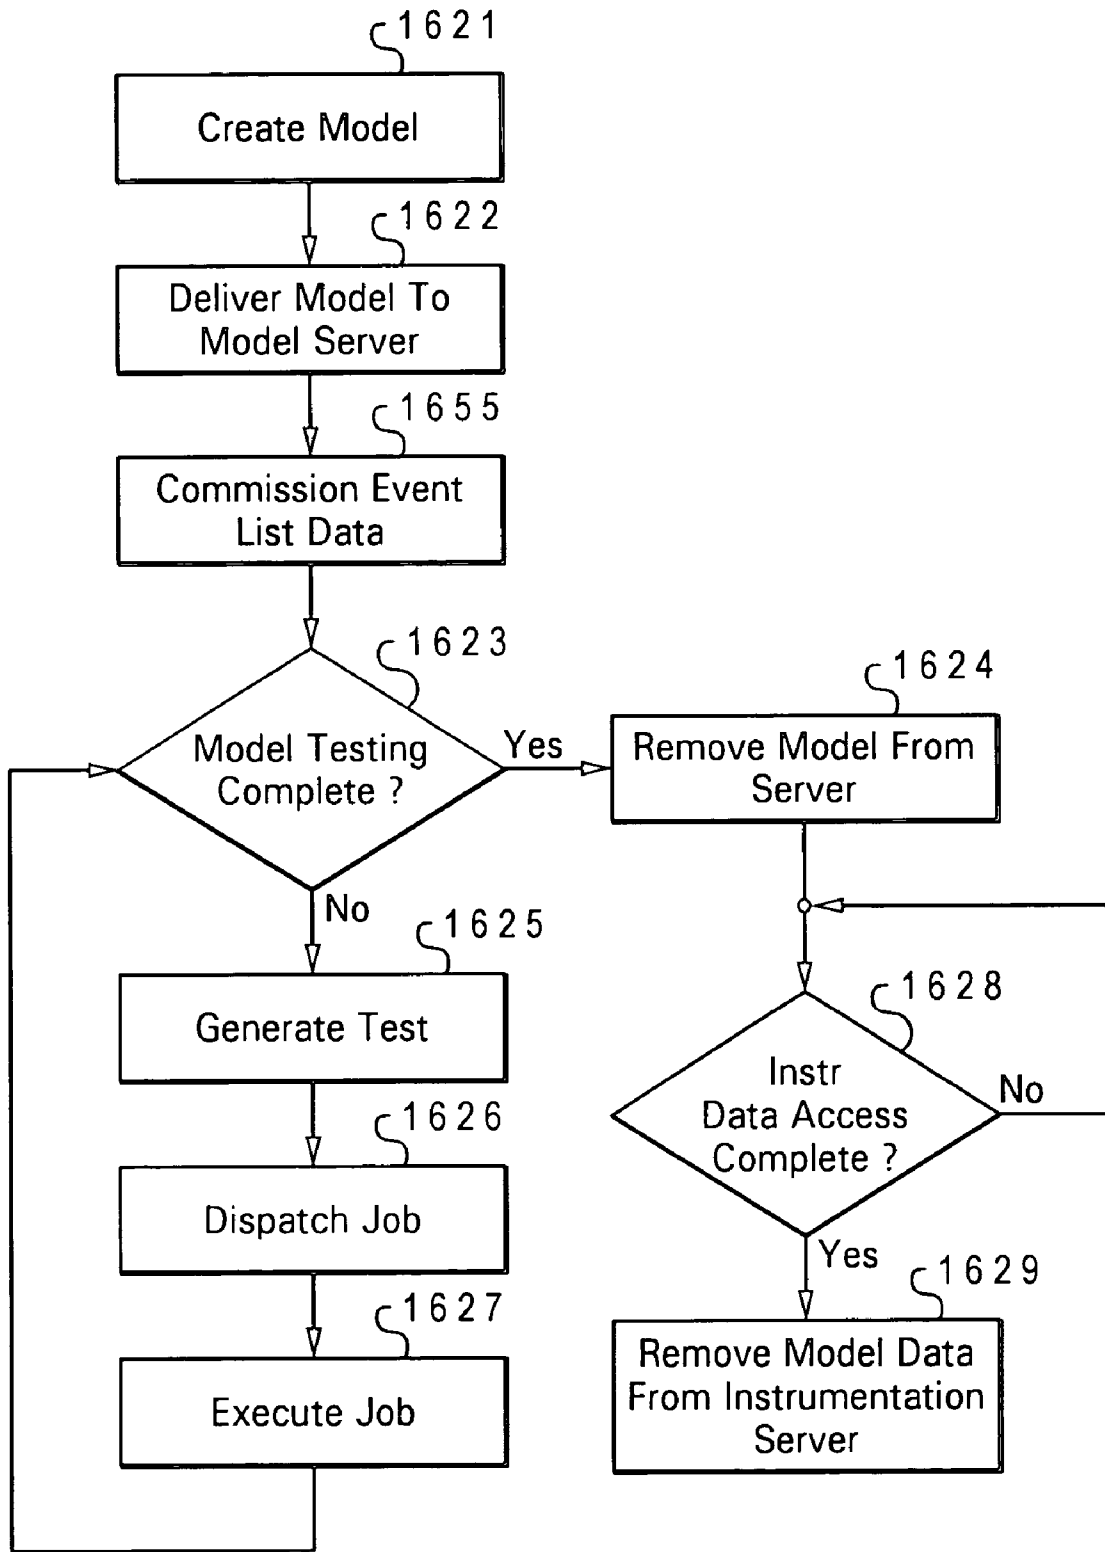 1621
Create Model
1622
Deliver Model To
Model Server
1655
Commission Event
List Data
1623
Model Testing
Complete ?
Yes
No
1624
Remove Model From
Server
1625
Generate Test
1626
Dispatch Job
1627
Execute Job
1628
Instr
Data Access
Complete ?
No
Yes
1629
Remove Model Data
From Instrumentation
Server